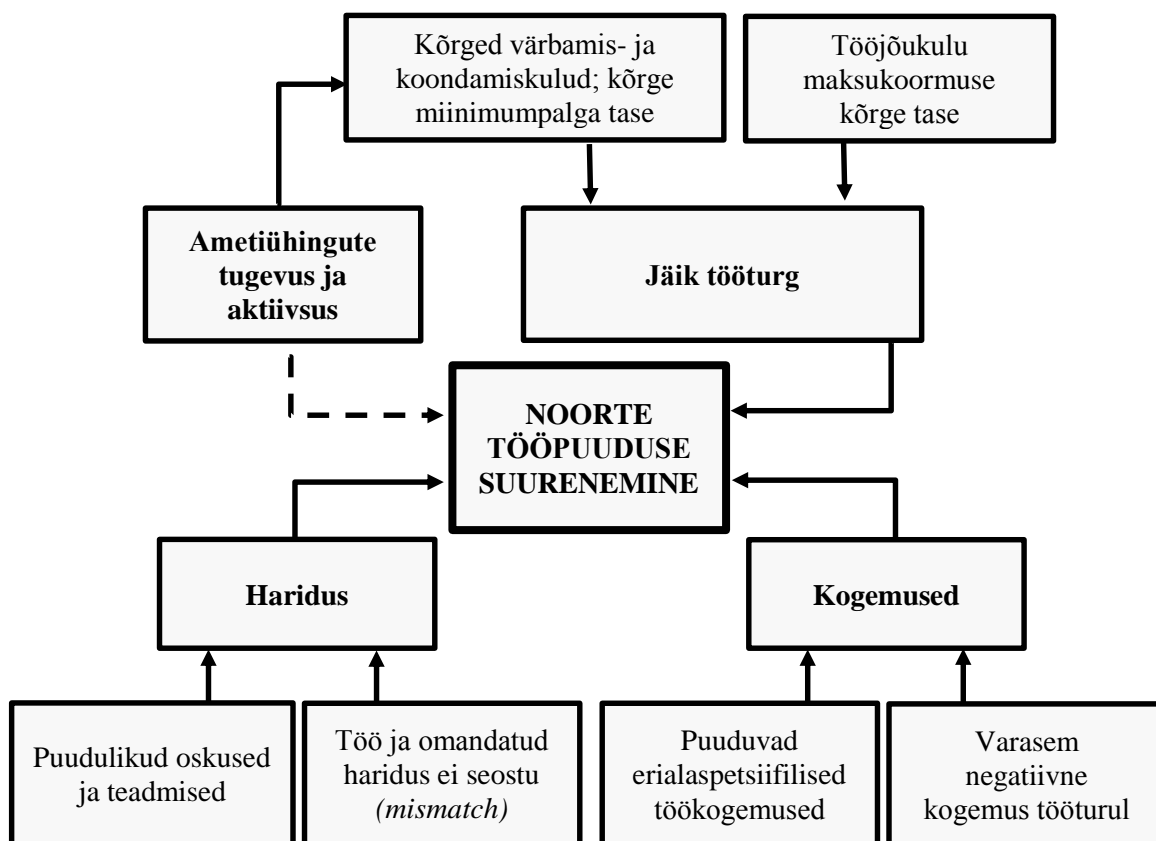 Kõrged värbamis- ja
koondamiskulud; kõrge
miinimumpalga tase
Tööjõukulu
maksukoormuse
kõrge tase
Ametiühingute
tugevus ja
aktiivsus
Jäik tööturg
NOORTE
TÖÖPUUDUSE
SUURENEMINE
Haridus
Kogemused
Puudulikud oskused
ja teadmised
Töö ja omandatud
haridus ei seostu
(mismatch)
Puuduvad
erialaspetsiifilised
töökogemused
Varasem
negatiivne
kogemus tööturul